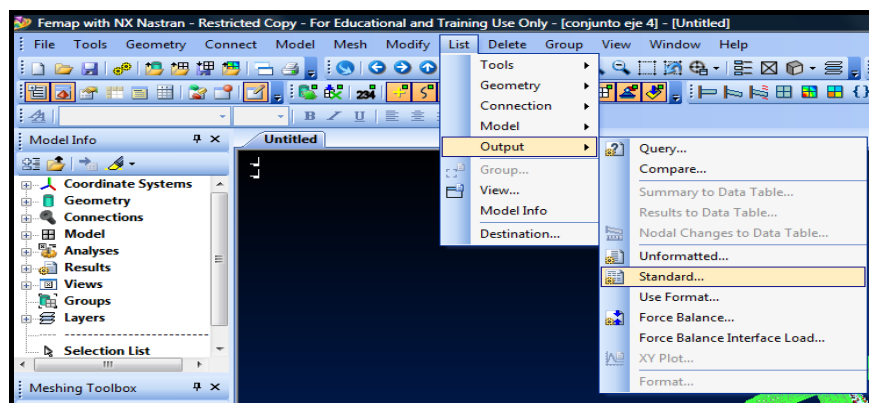 Femap with NX Nastran - Restricted Copy - For Educational and Training Use Only - [conjunto eje 4] - [Untitled]
File Tools Geometry Connect Model Mesh Modify List Delete Group View Window Help
Tools
Geometry
234
Connection
B I U
Model
Model Info
Untitled
Output
Query...
Compare...
Group...
View...
Summary to Data Table...
Model Info
Results to Data Table...
Destination...
Nodal Changes to Data Table...
Unformatted...
Standard...
Use Format...
Force Balance...
Force Balance Interface Load...
XY Plot...
Format...
Coordinate Systems
Geometry
Connections
Model
Analyses
Results
Views
Groups
Layers
Selection List
Meshing Toolbox